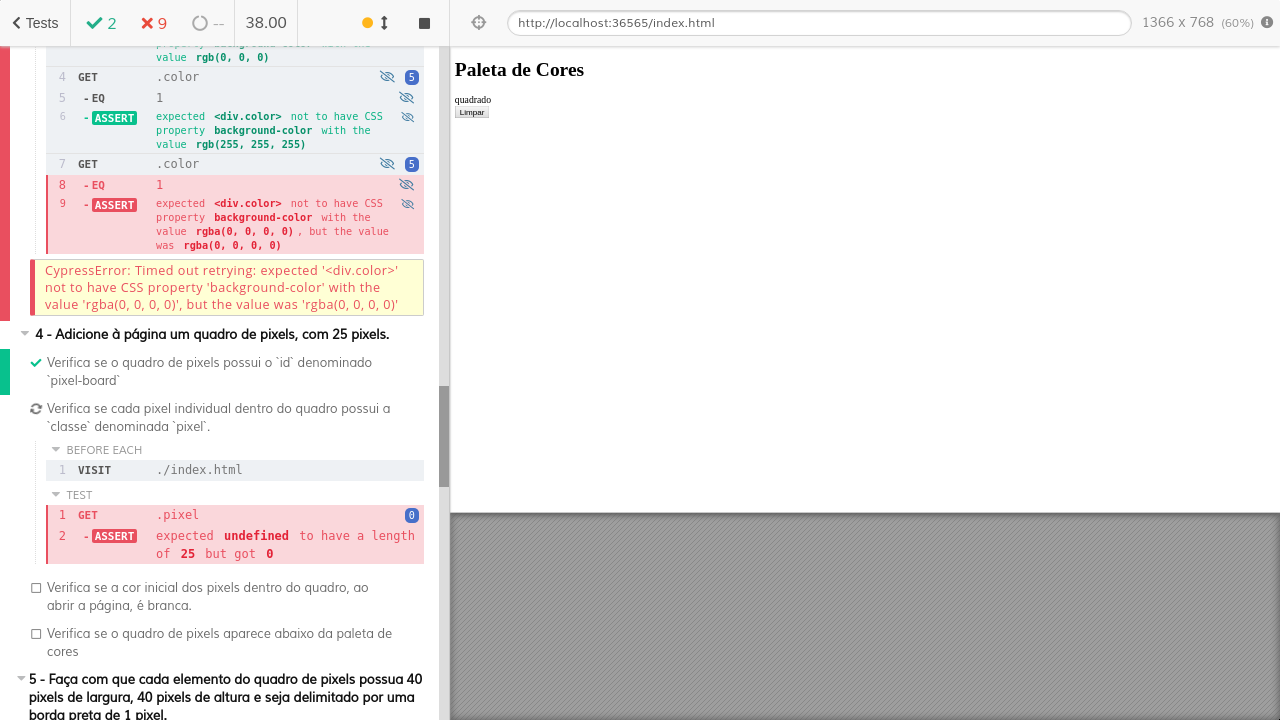 Tests
2
9
--
38.00
http://localhost:36565/index.html
1366 x 768 (60%)
property background-color with the
value rgb(0, 0, 0)
4 GET .color 5
5 - EQ 1
6 - ASSERT expected <div.color> not to have CSS
property background-color with the
value rgb(255, 255, 255)
7 GET .color 5
8 - EQ 1
9 - ASSERT expected <div.color> not to have CSS
property background-color with the
value rgba(0, 0, 0, 0), but the value
was rgba(0, 0, 0, 0)
CypressError: Timed out retrying: expected '<div.color>'
not to have CSS property 'background-color' with the
value 'rgba(0, 0, 0, 0)', but the value was 'rgba(0, 0, 0, 0)'
4 - Adicione à página um quadro de pixels, com 25 pixels.
Verifica se o quadro de pixels possui o `id` denominado
`pixel-board`
Verifica se cada pixel individual dentro do quadro possui a
`classe` denominada `pixel`.
BEFORE EACH
1 VISIT ./index.html
TEST
1 GET .pixel 0
2 - ASSERT expected undefined to have a length
of 25 but got 0
Verifica se a cor inicial dos pixels dentro do quadro, ao
abrir a página, é branca.
Verifica se o quadro de pixels aparece abaixo da paleta de
cores
5 - Faça com que cada elemento do quadro de pixels possua 40
pixels de largura, 40 pixels de altura e seja delimitado por uma
borda preta de 1 pixel.
Paleta de Cores
quadrado
Limpar